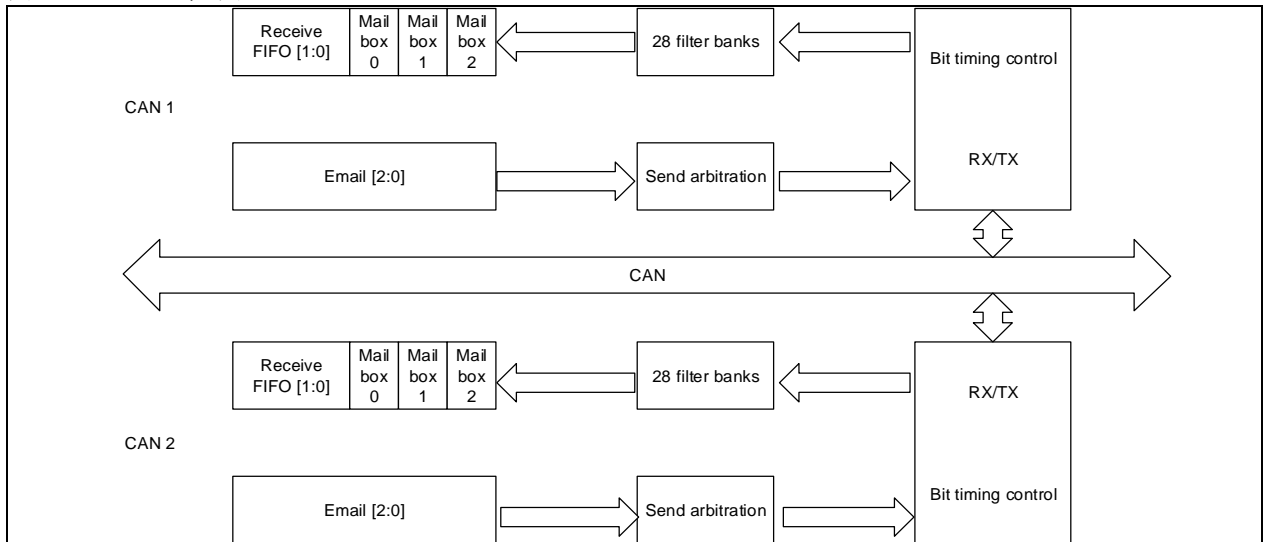 Receive
FIFO [1:0]
Mail
box
0
Mail
box
1
Mail
box
2
28 filter banks
Bit timing control
CAN 1
RX/TX
Email [2:0]
Send arbitration
CAN
Receive
FIFO [1:0]
Mail
box
0
Mail
box
1
Mail
box
2
28 filter banks
RX/TX
CAN 2
Email [2:0]
Send arbitration
Bit timing control